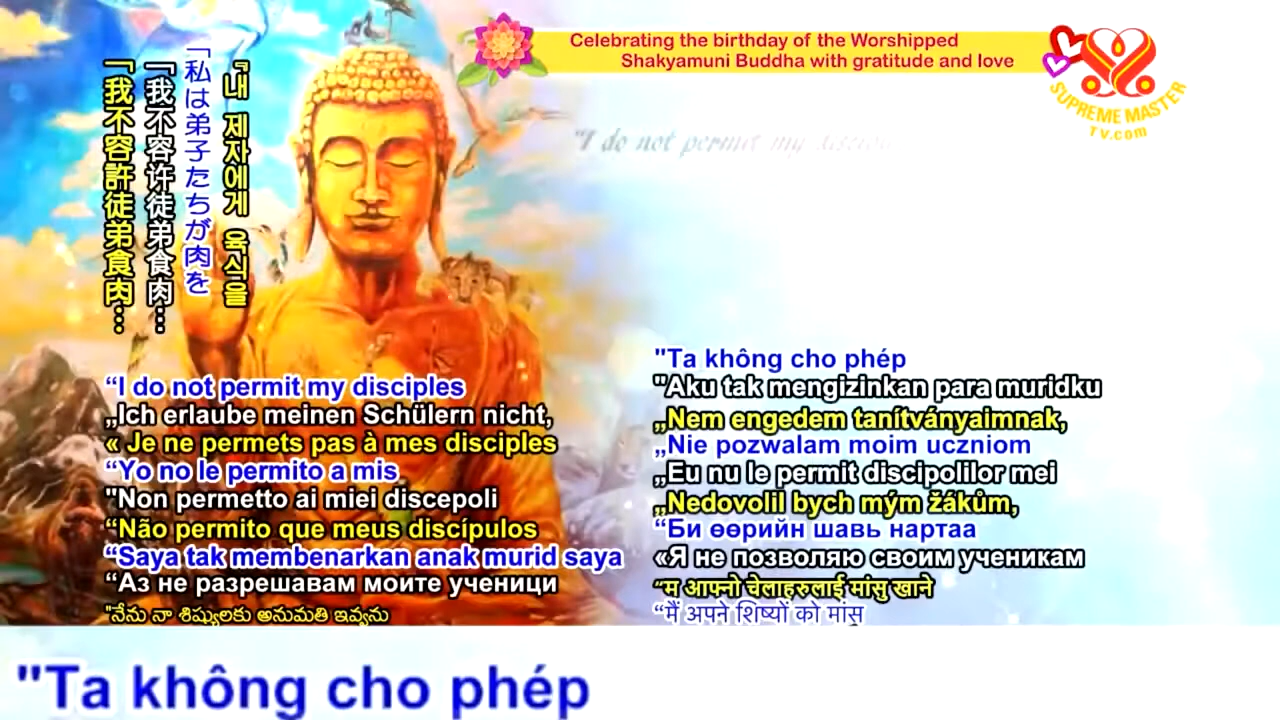 Celebrating the birthday of the Worshipped
Shakyamuni Buddha with gratitude and love
SUPREME MASTER
TV.com
"I do not permit my disciples
『내 제자에게 육식을
「私は弟子たちが肉を
「我不容许徒弟食肉…
「我不容許徒弟食肉…
“I do not permit my disciples
„Ich erlaube meinen Schülern nicht,
« Je ne permets pas à mes disciples
“Yo no le permito a mis
"Non permetto ai miei discepoli
“Não permito que meus discípulos
“Saya tak membenarkan anak murid saya
“Аз не разрешавам моите ученици
"నేను నా శిష్యులకు అనుమతి ఇవ్వను
"Ta không cho phép
"Aku tak mengizinkan para muridku
„Nem engedem tanítványaimnak,
„Nie pozwalam moim uczniom
„Eu nu le permit discipolilor mei
„Nedovolil bych mým žákům,
“Би өөрийн шавь нартаа
«Я не позволяю своим ученикам
“म आफ्नो चेलाहरुलाई मांसु खाने
“मैं अपने शिष्यों को मांस
"Ta không cho phép